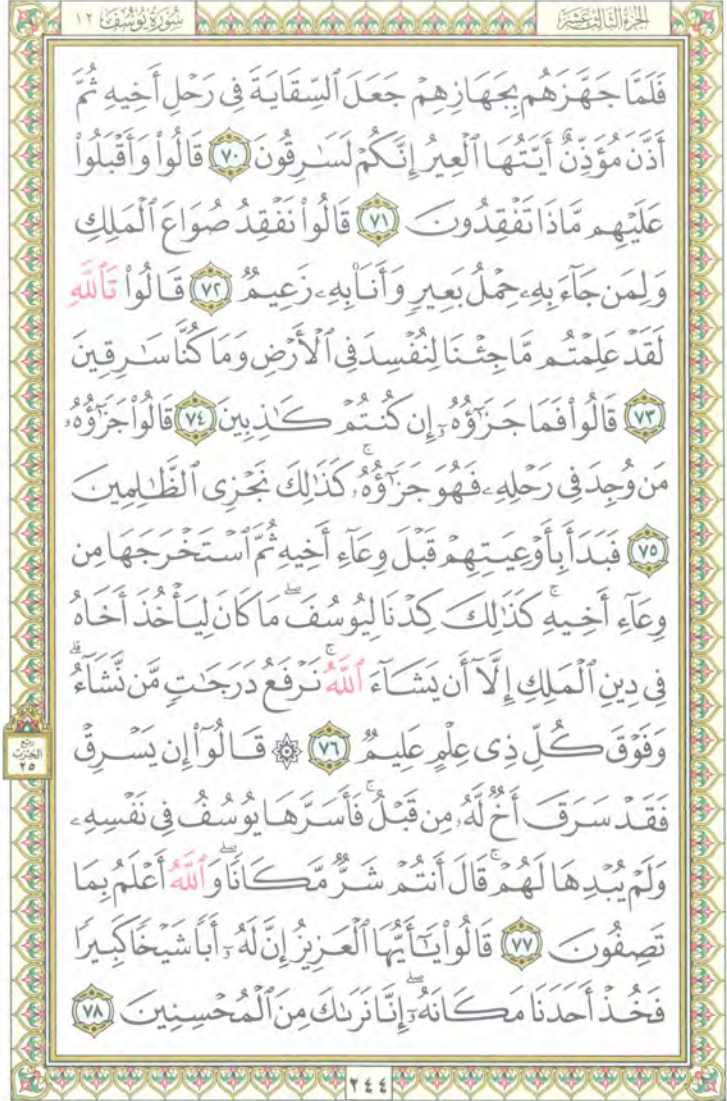 سُورَةُ يُوسُفَ ١٢
الجُزْءُ الثَّالِثَ عَشَرَ
فَلَمَّا جَهَّزَهُم بِجَهَازِهِمْ جَعَلَ ٱلسِّقَايَةَ فِى رَحْلِ أَخِيهِ ثُمَّ
أَذَّنَ مُؤَذِّنٌ أَيَّتُهَا ٱلْعِيرُ إِنَّكُمْ لَسَـٰرِقُونَ ٧٠ قَالُوا۟ وَأَقْبَلُوا۟
عَلَيْهِم مَّاذَا تَفْقِدُونَ ٧١ قَالُوا۟ نَفْقِدُ صُوَاعَ ٱلْمَلِكِ
وَلِمَن جَآءَ بِهِۦ حِمْلُ بَعِيرٍ وَأَنَا۠ بِهِۦ زَعِيمٌ ٧٢ قَالُوا۟ تَٱللَّهِ
لَقَدْ عَلِمْتُم مَّا جِئْنَا لِنُفْسِدَ فِى ٱلْأَرْضِ وَمَا كُنَّا سَـٰرِقِينَ
٧٣ قَالُوا۟ فَمَا جَزَٰٓؤُهُۥٓ إِن كُنتُمْ كَـٰذِبِينَ ٧٤ قَالُوا۟ جَزَٰٓؤُهُۥ
مَن وُجِدَ فِى رَحْلِهِۦ فَهُوَ جَزَٰٓؤُهُۥ ۚ كَذَٰلِكَ نَجْزِى ٱلظَّـٰلِمِينَ
٧٥ فَبَدَأَ بِأَوْعِيَتِهِمْ قَبْلَ وِعَآءِ أَخِيهِ ثُمَّ ٱسْتَخْرَجَهَا مِن
وِعَآءِ أَخِيهِ ۚ كَذَٰلِكَ كِدْنَا لِيُوسُفَ ۖ مَا كَانَ لِيَأْخُذَ أَخَاهُ
فِى دِينِ ٱلْمَلِكِ إِلَّآ أَن يَشَآءَ ٱللَّهُ ۚ نَرْفَعُ دَرَجَـٰتٍ مَّن نَّشَآءُ ۗ
وَفَوْقَ كُلِّ ذِى عِلْمٍ عَلِيمٌ ٧٦ ۞ قَالُوٓا۟ إِن يَسْرِقْ
رُبْعُ الحِزْبِ ٢٥
فَقَدْ سَرَقَ أَخٌ لَّهُۥ مِن قَبْلُ ۚ فَأَسَرَّهَا يُوسُفُ فِى نَفْسِهِۦ
وَلَمْ يُبْدِهَا لَهُمْ ۚ قَالَ أَنتُمْ شَرٌّ مَّكَانًا ۖ وَٱللَّهُ أَعْلَمُ بِمَا
تَصِفُونَ ٧٧ قَالُوا۟ يَـٰٓأَيُّهَا ٱلْعَزِيزُ إِنَّ لَهُۥٓ أَبًا شَيْخًا كَبِيرًا
فَخُذْ أَحَدَنَا مَكَانَهُۥٓ ۖ إِنَّا نَرَىٰكَ مِنَ ٱلْمُحْسِنِينَ ٧٨
٢٤٤